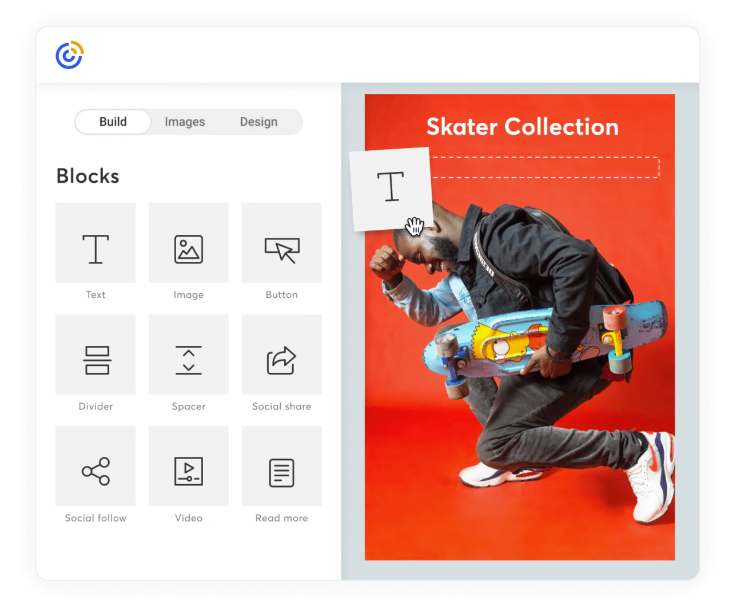 Build Images Design
Skater Collection
Blocks
T
Text Image Button
Divider Spacer Social share
Social follow Video Read more